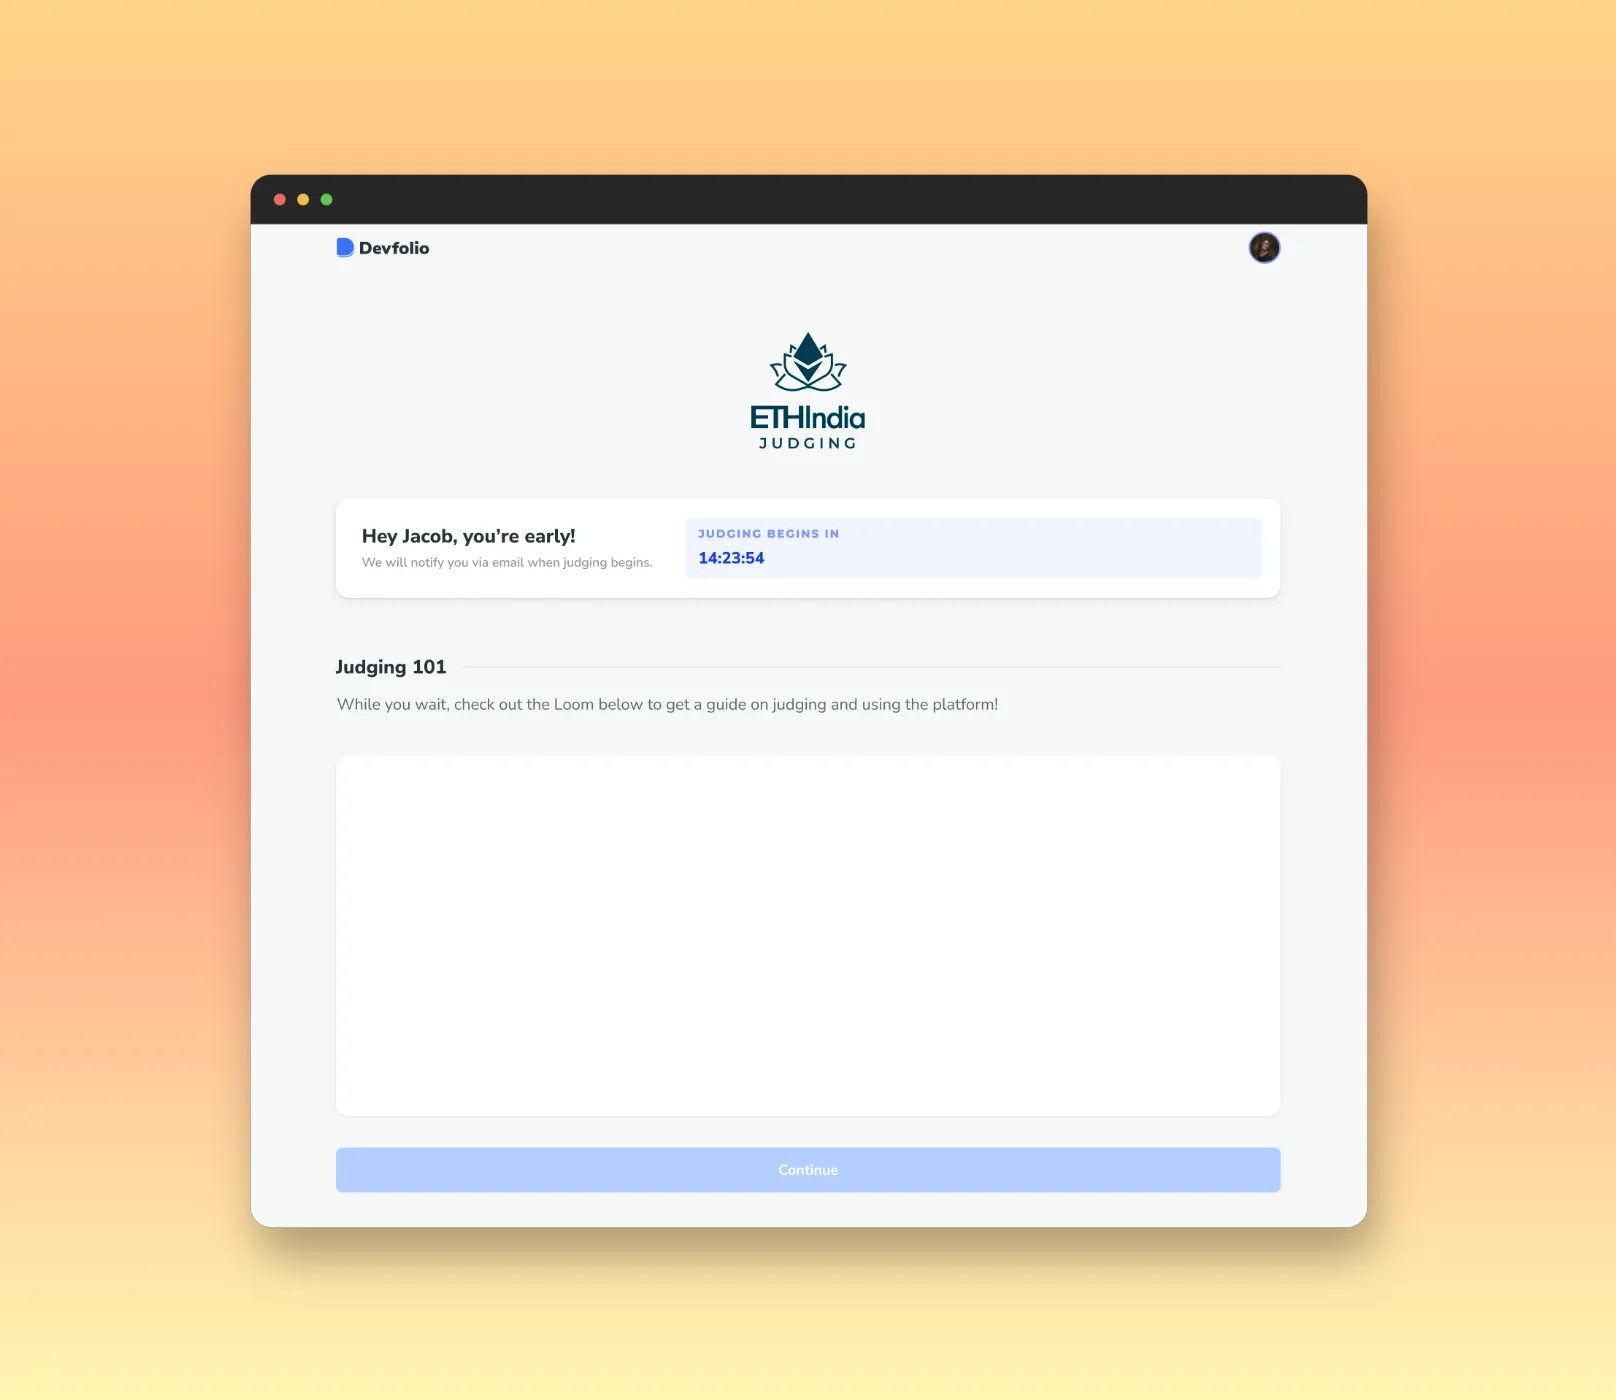 Devfolio
ETHIndia
JUDGING
Hey Jacob, you’re early!
We will notify you via email when judging begins.
JUDGING BEGINS IN
14:23:54
Judging 101
While you wait, check out the Loom below to get a guide on judging and using the platform!
Continue